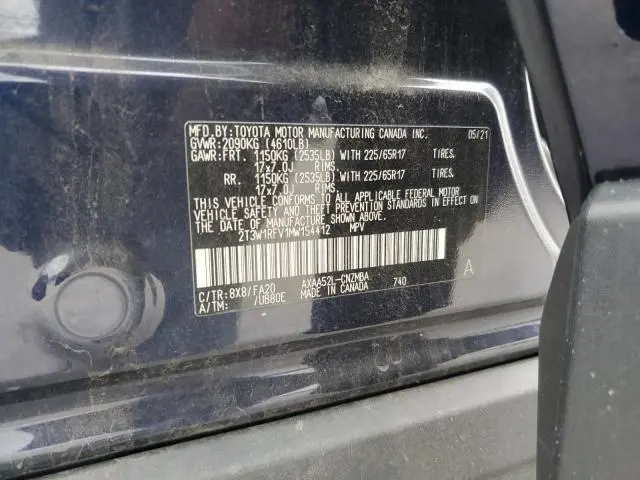 MFD.BY: TOYOTA MOTOR MANUFACTURING CANADA INC. 05/21
GVWR: 2090KG (4610LB)
GAWR: FRT. 1150KG (2535LB) WITH 225/65R17 TIRES.
17x7.0J RIMS.
RR. 1150KG (2535LB) WITH 225/65R17 TIRES.
17x7.0J RIMS.
THIS VEHICLE CONFORMS TO ALL APPLICABLE FEDERAL MOTOR
VEHICLE SAFETY STANDARDS IN EFFECT ON THE
DATE OF MANUFACTURE SHOWN ABOVE.
2T3W1RFV1MW154412 MPV
A
C/TR: 8X8/FA20 AXAA52L-CNZMBA 740
A/TM: /UB80E MADE IN CANADA